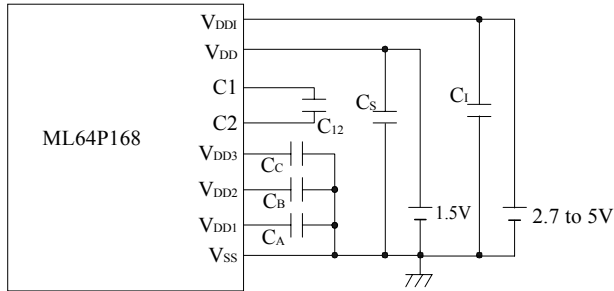 VDDI
VDD
C1
CS
CI
C2
C12
ML64P168
VDD3
CC
VDD2
CB
1.5V
2.7 to 5V
VDD1
CA
VSS